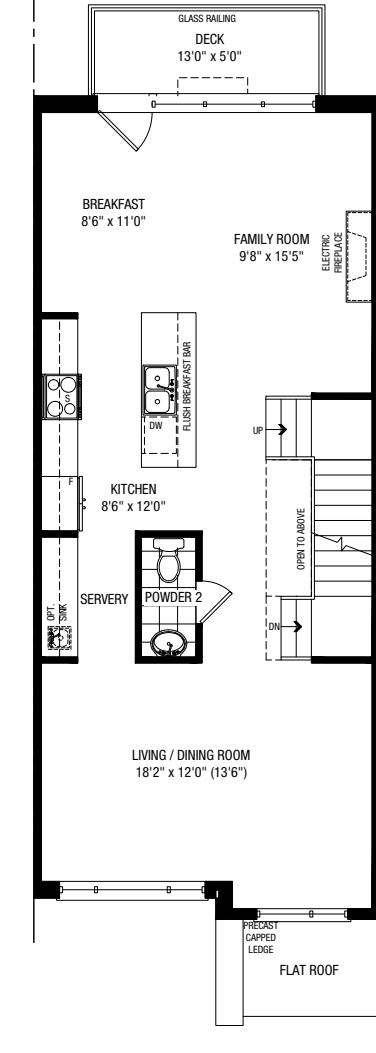 GLASS RAILING
DECK
13'0" x 5'0"
BREAKFAST
8'6" x 11'0"
FAMILY ROOM
9'8" x 15'5"
ELECTRIC
FIREPLACE
FLUSH BREAKFAST BAR
S
DW
UP
F
KITCHEN
8'6" x 12'0"
OPEN TO ABOVE
SERVERY
POWDER 2
OPT.
SINK
DN
LIVING / DINING ROOM
18'2" x 12'0" (13'6")
PRECAST
CAPPED
LEDGE
FLAT ROOF